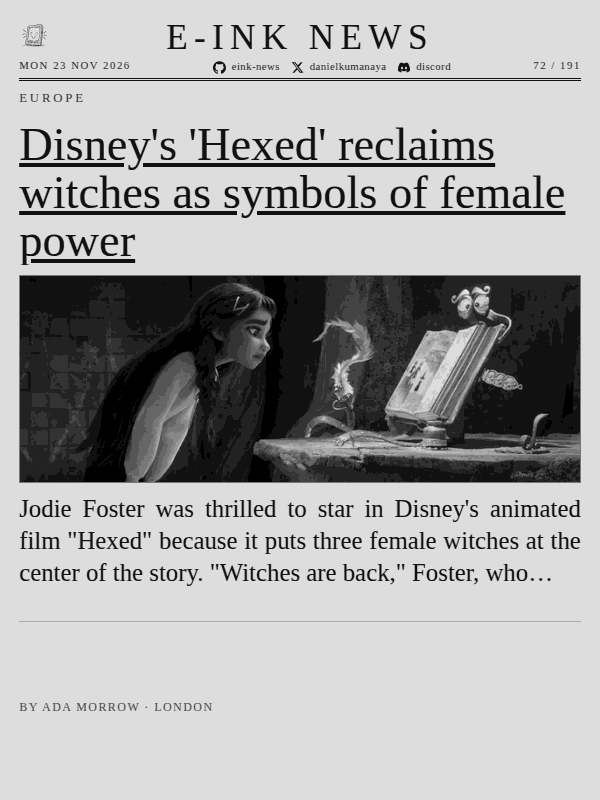 E-INK NEWS
MON 23 NOV 2026
eink-news danielkumanaya discord
72 / 191
EUROPE
Disney's 'Hexed' reclaims
witches as symbols of female
power
Jodie Foster was thrilled to star in Disney's animated
film "Hexed" because it puts three female witches at the
center of the story. "Witches are back," Foster, who…
BY ADA MORROW · LONDON